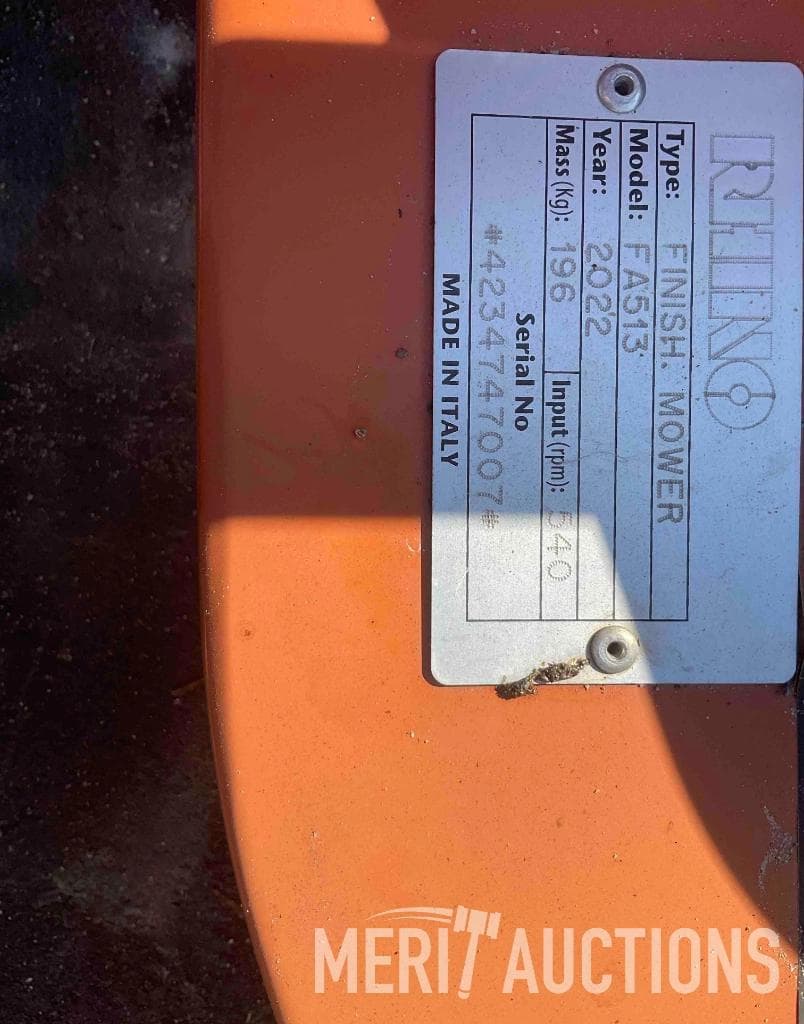 RHINO
Type: FINISH. MOWER
Model: FA513
Year: 2022
Mass (Kg): 196 Input (rpm): 540
Serial No
*4234747007*
MADE IN ITALY
MERIT AUCTIONS